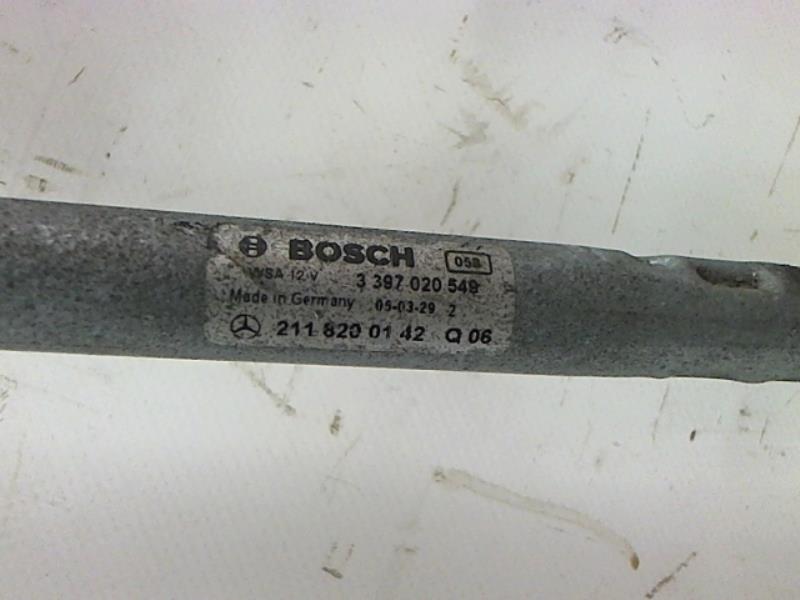 BOSCH 058
WSA 12 V 3 397 020 549
Made in Germany 05-03-29 2
211 820 01 42 Q 06